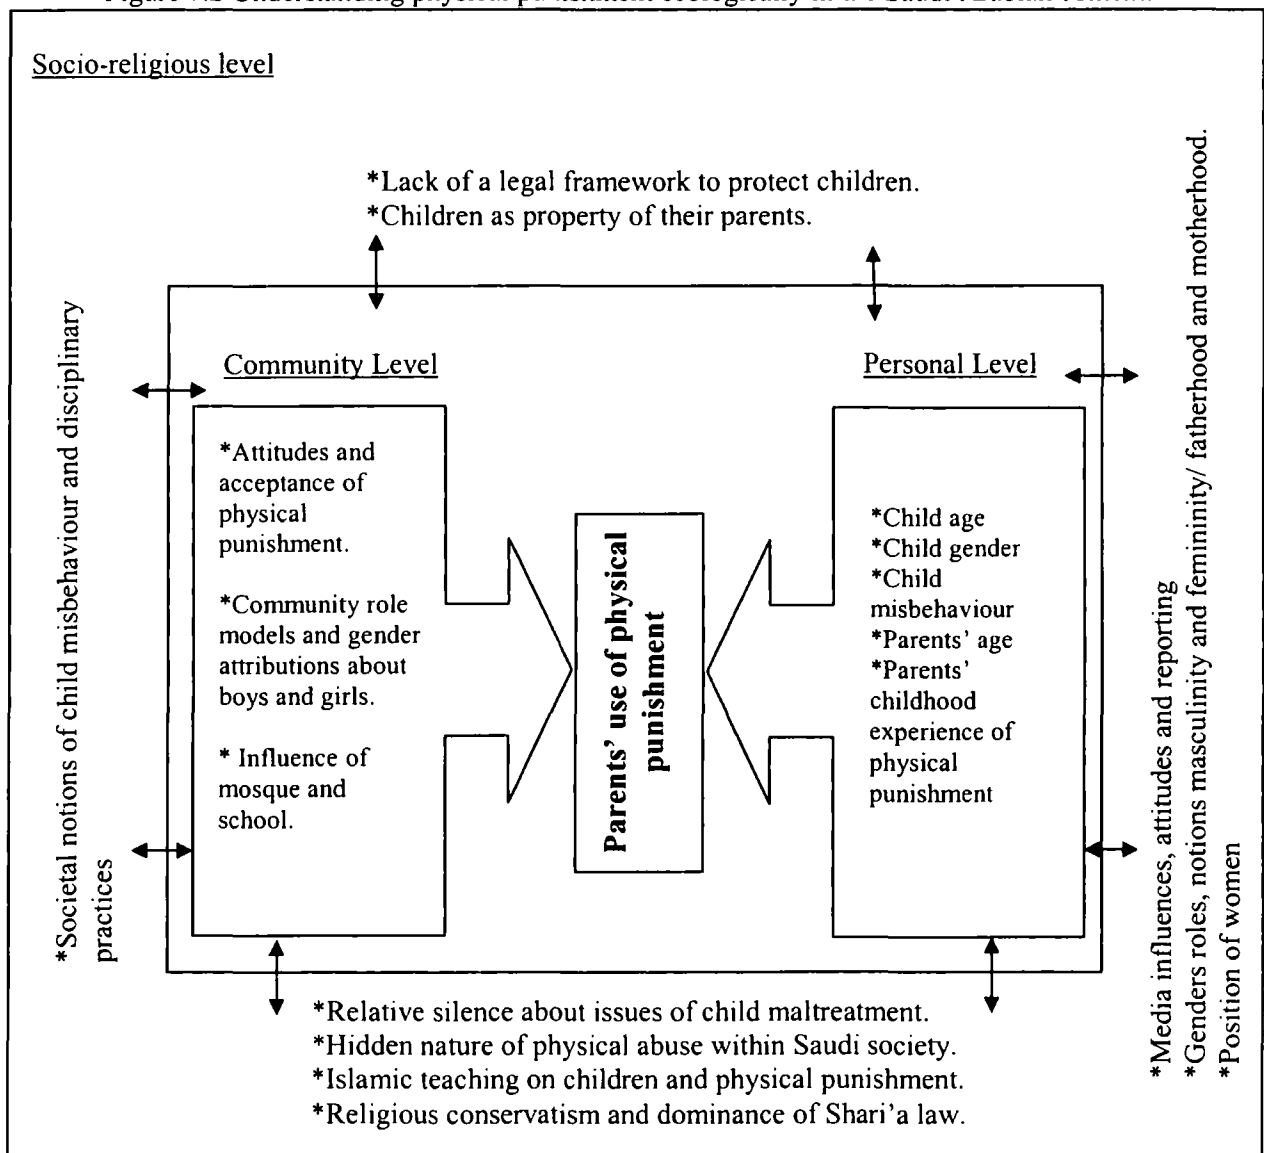 Socio-religious level
*Lack of a legal framework to protect children.
*Children as property of their parents.
*Societal notions of child misbehaviour and disciplinary
practices
Community Level
*Attitudes and
acceptance of
physical
punishment.
*Community role
models and gender
attributions about
boys and girls.
* Influence of
mosque and
school.
Parents’ use of physical
punishment
Personal Level
*Child age
*Child gender
*Child
misbehaviour
*Parents’ age
*Parents’
childhood
experience of
physical
punishment
*Media influences, attitudes and reporting
*Genders roles, notions masculinity and femininity/ fatherhood and motherhood.
*Position of women
*Relative silence about issues of child maltreatment.
*Hidden nature of physical abuse within Saudi society.
*Islamic teaching on children and physical punishment.
*Religious conservatism and dominance of Shari’a law.